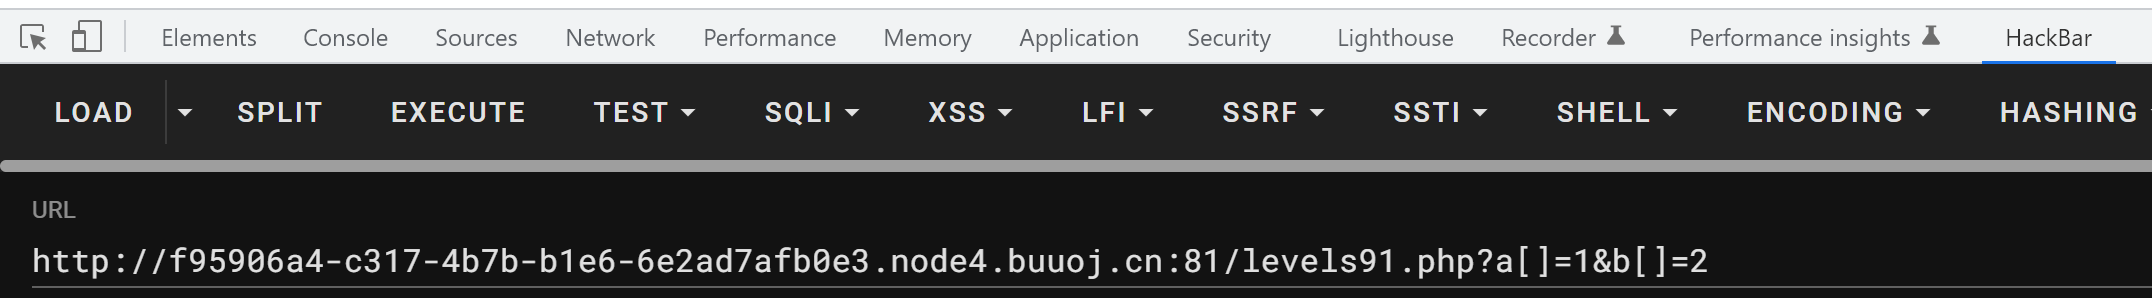 Elements Console Sources Network Performance Memory Application Security Lighthouse Recorder Performance insights HackBar
LOAD SPLIT EXECUTE TEST SQLI XSS LFI SSRF SSTI SHELL ENCODING HASHING
URL
http://f95906a4-c317-4b7b-b1e6-6e2ad7afb0e3.node4.buuoj.cn:81/levels91.php?a[]=1&b[]=2